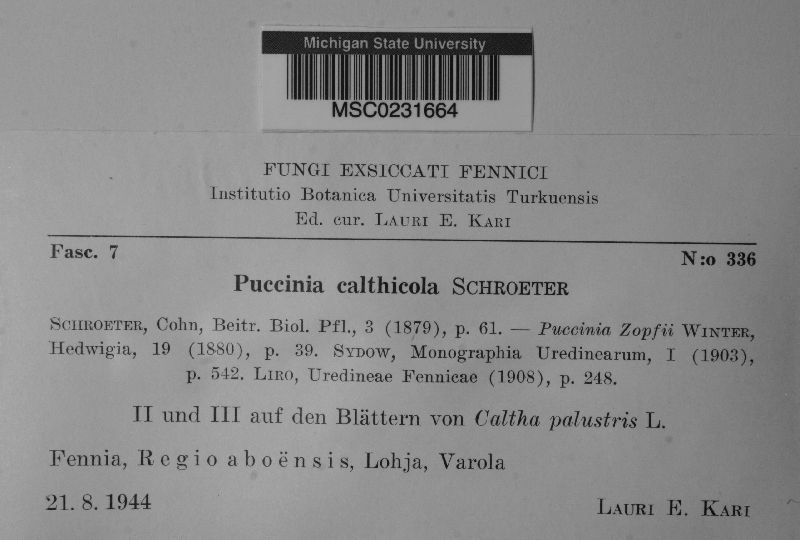 Michigan State University
MSC0231664
FUNGI EXSICCATI FENNICI
Institutio Botanica Universitatis Turkuensis
Ed. cur. LAURI E. KARI
Fasc. 7 N:o 336
Puccinia calthicola SCHROETER
SCHROETER, Cohn, Beitr. Biol. Pfl., 3 (1879), p. 61. — Puccinia Zopfii WINTER,
Hedwigia, 19 (1880), p. 39. SYDOW, Monographia Uredinearum, I (1903),
p. 542. LIRO, Uredineae Fennicae (1908), p. 248.
II und III auf den Blättern von Caltha palustris L.
Fennia, Regio aboënsis, Lohja, Varola
21. 8. 1944 LAURI E. KARI